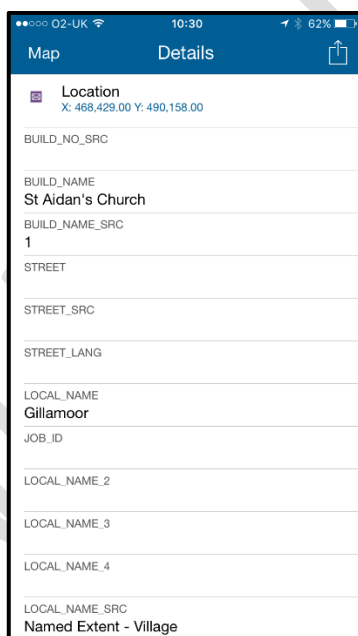 O2-UK 10:30 62%
Map Details
Location
X: 468,429.00 Y: 490,158.00
BUILD_NO_SRC
BUILD_NAME
St Aidan's Church
BUILD_NAME_SRC
1
STREET
STREET_SRC
STREET_LANG
LOCAL_NAME
Gillamoor
JOB_ID
LOCAL_NAME_2
LOCAL_NAME_3
LOCAL_NAME_4
LOCAL_NAME_SRC
Named Extent - Village